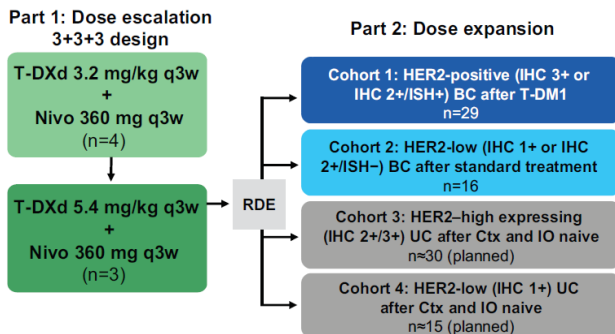 Part 1: Dose escalation
3+3+3 design
T-DXd 3.2 mg/kg q3w
+
Nivo 360 mg q3w
(n=4)
T-DXd 5.4 mg/kg q3w
+
Nivo 360 mg q3w
(n=3)
RDE
Part 2: Dose expansion
Cohort 1: HER2-positive (IHC 3+ or
IHC 2+/ISH+) BC after T-DM1
n=29
Cohort 2: HER2-low (IHC 1+ or IHC
2+/ISH−) BC after standard treatment
n=16
Cohort 3: HER2–high expressing
(IHC 2+/3+) UC after Ctx and IO naive
n≈30 (planned)
Cohort 4: HER2-low (IHC 1+) UC
after Ctx and IO naive
n≈15 (planned)